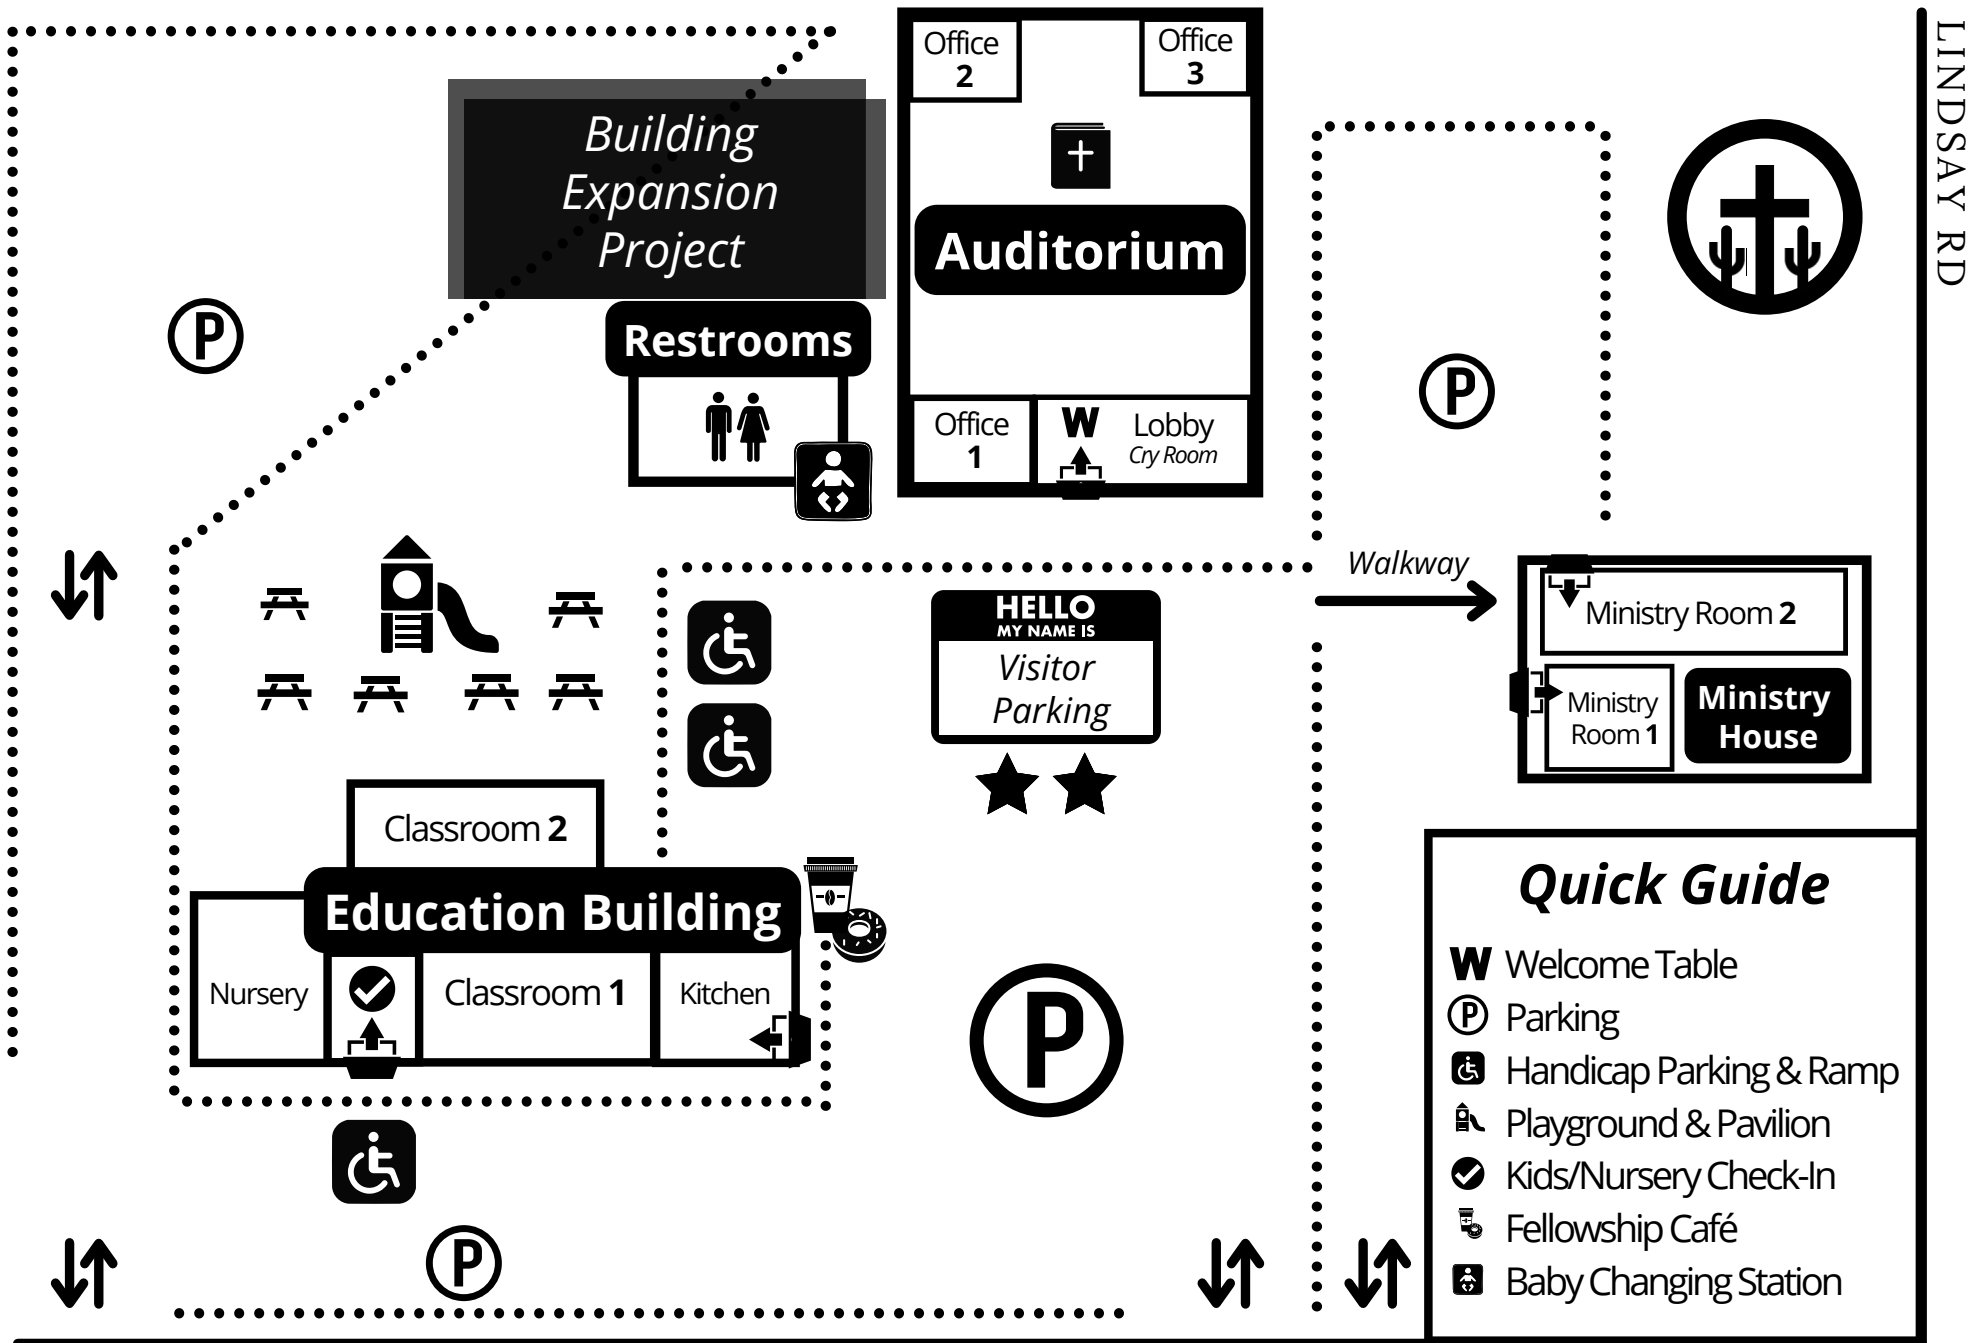 LINDSAY RD
Office
2
Office
3
Building
Expansion
Project
Auditorium
Restrooms
Office
1
W
Lobby
Cry Room
P
P
Walkway
HELLO
MY NAME IS
Visitor
Parking
Ministry Room 2
Ministry
Room 1
Ministry
House
Classroom 2
Education Building
Nursery
Classroom 1
Kitchen
P
P
Quick Guide
W Welcome Table
P Parking
Handicap Parking & Ramp
Playground & Pavilion
Kids/Nursery Check-In
Fellowship Café
Baby Changing Station